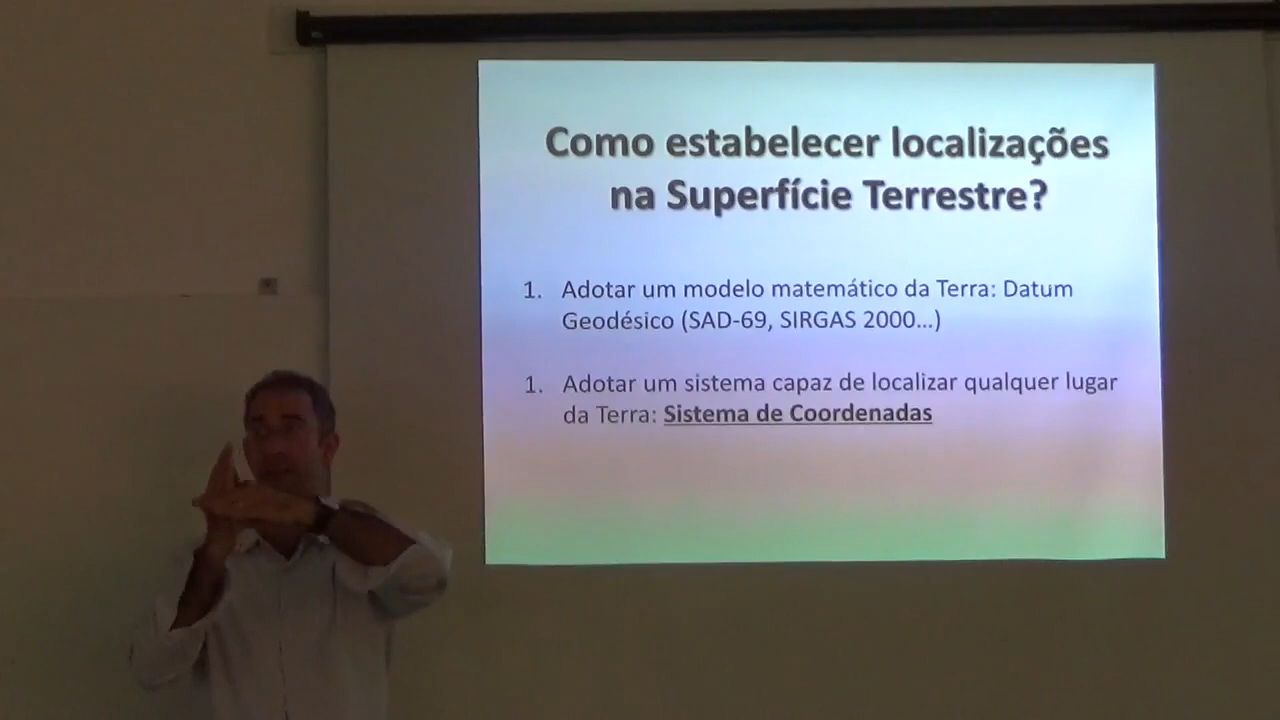 Como estabelecer localizações
na Superfície Terrestre?
1. Adotar um modelo matemático da Terra: Datum
Geodésico (SAD-69, SIRGAS 2000...)
1. Adotar um sistema capaz de localizar qualquer lugar
da Terra: Sistema de Coordenadas